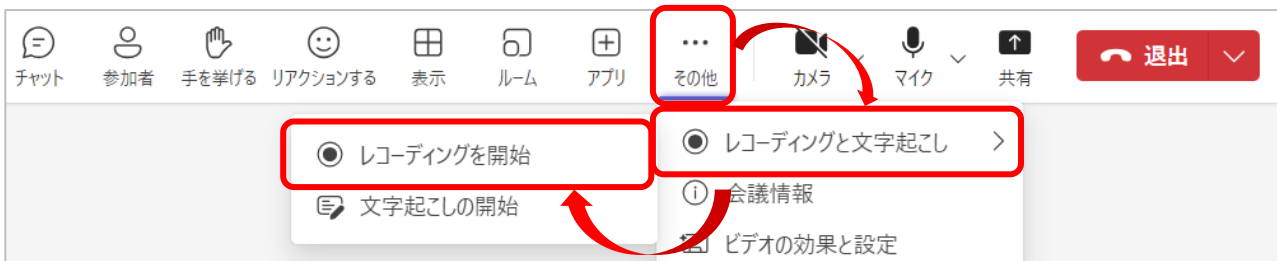 チャット 参加者 手を挙げる リアクションする 表示 ルーム アプリ その他 カメラ マイク 共有 退出
レコーディングを開始
文字起こしの開始
レコーディングと文字起こし
会議情報
ビデオの効果と設定